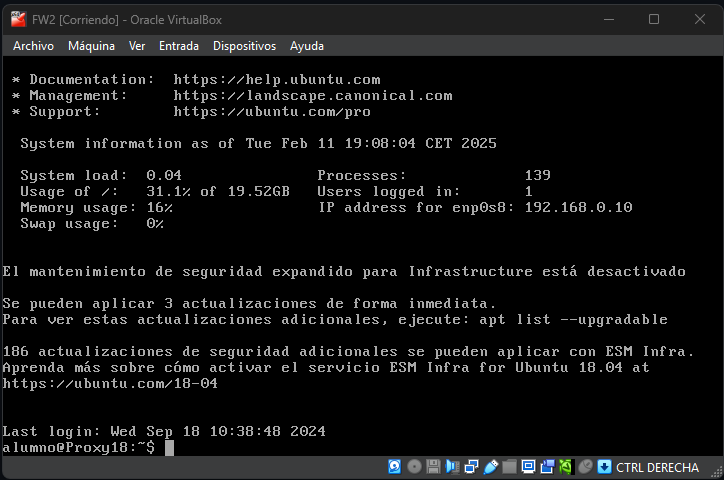 FW2 [Corriendo] - Oracle VirtualBox
Archivo Máquina Ver Entrada Dispositivos Ayuda
* Documentation: https://help.ubuntu.com
* Management: https://landscape.canonical.com
* Support: https://ubuntu.com/pro
System information as of Tue Feb 11 19:08:04 CET 2025
System load: 0.04 Processes: 139
Usage of /: 31.1% of 19.52GB Users logged in: 1
Memory usage: 16% IP address for enp0s8: 192.168.0.10
Swap usage: 0%
El mantenimiento de seguridad expandido para Infrastructure está desactivado
Se pueden aplicar 3 actualizaciones de forma inmediata.
Para ver estas actualizaciones adicionales, ejecute: apt list --upgradable
186 actualizaciones de seguridad adicionales se pueden aplicar con ESM Infra.
Aprenda más sobre cómo activar el servicio ESM Infra for Ubuntu 18.04 at
https://ubuntu.com/18-04
Last login: Wed Sep 18 10:38:48 2024
alumno@Proxy18:~$
CTRL DERECHA